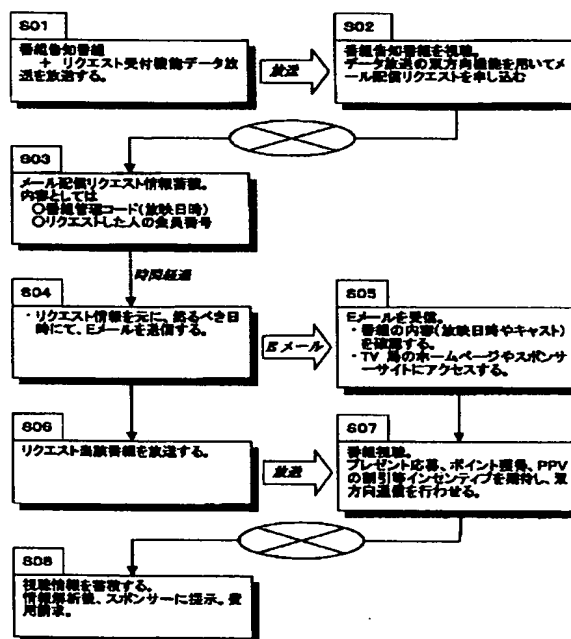 S01
番組告知番組
+ リクエスト受付機能データ放
送を放送する。
放送
S02
番組告知番組を視聴。
データ放送の双方向機能を用いてメ
ール配信リクエストを申し込む
S03
メール配信リクエスト情報蓄積。
内容としては
○番組管理コード(放映日時)
○リクエストした人の会員番号
時間経過
S04
・リクエスト情報を元に、送るべき日
時にて、Eメールを送信する。
Eメール
S05
Eメールを受信。
・番組の内容(放映日時やキャスト)
を確認する。
・TV 局のホームページやスポンサ
ーサイトにアクセスする。
S06
リクエスト当該番組を放送する。
放送
S07
番組視聴。
プレゼント応募、ポイント獲得、PPV
の割引等インセンティブを期待し、双
方向通信を行わせる。
S08
視聴情報を蓄積する。
情報解析後、スポンサーに提示。費
用請求。